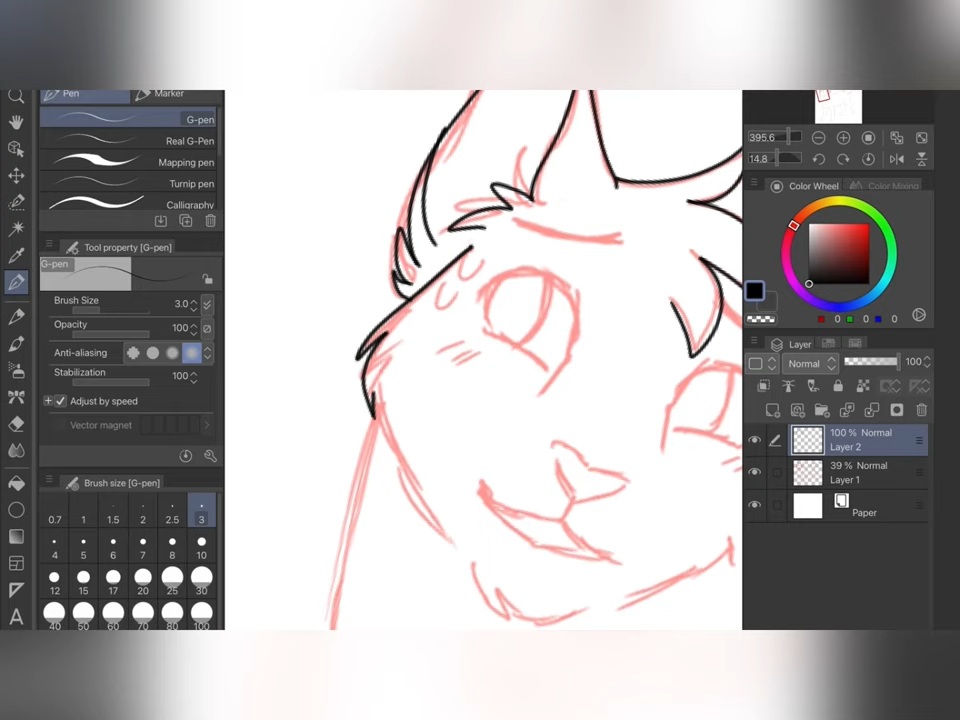 Pen Marker
G-pen
Real G-Pen
Mapping pen
Turnip pen
Calligraphy
Tool property [G-pen]
G-pen
Brush Size 3.0
Opacity 100
Anti-aliasing
Stabilization 100
Adjust by speed
Vector magnet
Brush size [G-pen]
0.7 1 1.5 2 2.5 3
4 5 6 7 8 10
12 15 17 20 25 30
40 50 60 70 80 100
A
395.6
14.8
Color Wheel Color Mixing
0 0 0
Layer
Normal 100
100 % Normal
Layer 2
39 % Normal
Layer 1
Paper